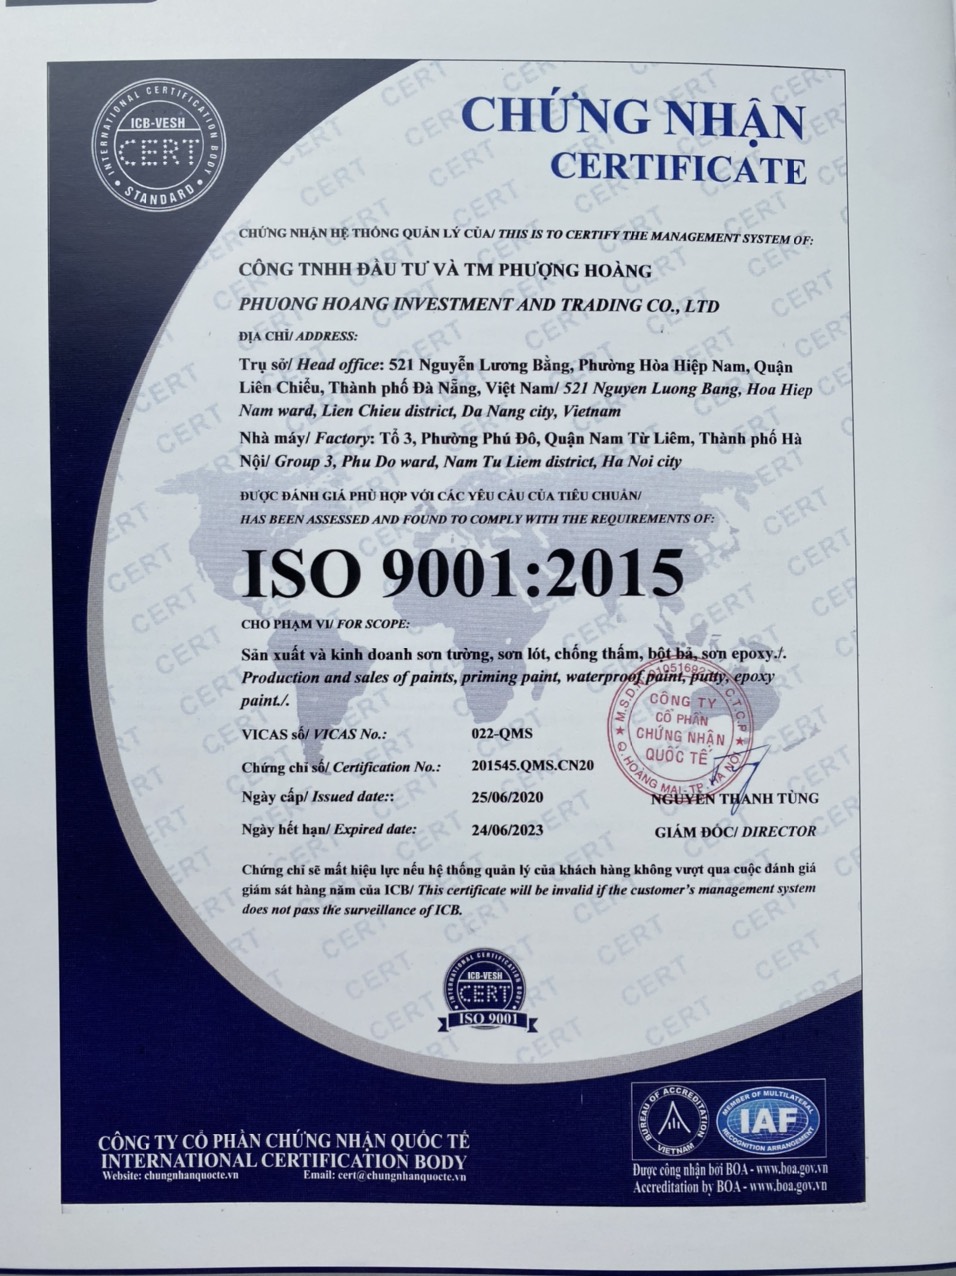 INTERNATIONAL CERTIFICATION BODY
ICB-VESH
CERT
STANDARD
CHỨNG NHẬN
CERTIFICATE
CHỨNG NHẬN HỆ THỐNG QUẢN LÝ CỦA/ THIS IS TO CERTIFY THE MANAGEMENT SYSTEM OF:
CÔNG TNHH ĐẦU TƯ VÀ TM PHƯỢNG HOÀNG
PHUONG HOANG INVESTMENT AND TRADING CO., LTD
ĐỊA CHỈ/ ADDRESS:
Trụ sở/ Head office: 521 Nguyễn Lương Bằng, Phường Hòa Hiệp Nam, Quận
Liên Chiểu, Thành phố Đà Nẵng, Việt Nam/ 521 Nguyen Luong Bang, Hoa Hiep
Nam ward, Lien Chieu district, Da Nang city, Vietnam
Nhà máy/ Factory: Tổ 3, Phường Phú Đô, Quận Nam Từ Liêm, Thành phố Hà
Nội/ Group 3, Phu Do ward, Nam Tu Liem district, Ha Noi city
ĐƯỢC ĐÁNH GIÁ PHÙ HỢP VỚI CÁC YÊU CẦU CỦA TIÊU CHUẨN/
HAS BEEN ASSESSED AND FOUND TO COMPLY WITH THE REQUIREMENTS OF:
ISO 9001:2015
CHO PHẠM VI/ FOR SCOPE:
Sản xuất và kinh doanh sơn tường, sơn lót, chống thấm, bột bả, sơn epoxy./.
Production and sales of paints, priming paint, waterproof paint, putty, epoxy
paint./.
VICAS số/ VICAS No.: 022-QMS
Chứng chỉ số/ Certification No.: 201545.QMS.CN20
Ngày cấp/ Issued date:: 25/06/2020
Ngày hết hạn/ Expired date: 24/06/2023
CÔNG TY
CỔ PHẦN
CHỨNG NHẬN
QUỐC TẾ
Q. HOÀNG MAI - TP. HÀ NỘI
NGUYỄN THANH TÙNG
GIÁM ĐỐC/ DIRECTOR
Chứng chỉ sẽ mất hiệu lực nếu hệ thống quản lý của khách hàng không vượt qua cuộc đánh giá
giám sát hàng năm của ICB/ This certificate will be invalid if the customer's management system
does not pass the surveillance of ICB.
INTERNATIONAL CERTIFICATION BODY
ICB-VESH
CERT
ISO 9001
CÔNG TY CỔ PHẦN CHỨNG NHẬN QUỐC TẾ
INTERNATIONAL CERTIFICATION BODY
Website: chungnhanquocte.vn Email: cert@chungnhanquocte.vn
BUREAU OF ACCREDITATION
VIETNAM
MEMBER OF MULTILATERAL
IAF
RECOGNITION ARRANGEMENT
Được công nhận bởi BOA - www.boa.gov.vn
Accreditation by BOA - www.boa.gov.vn